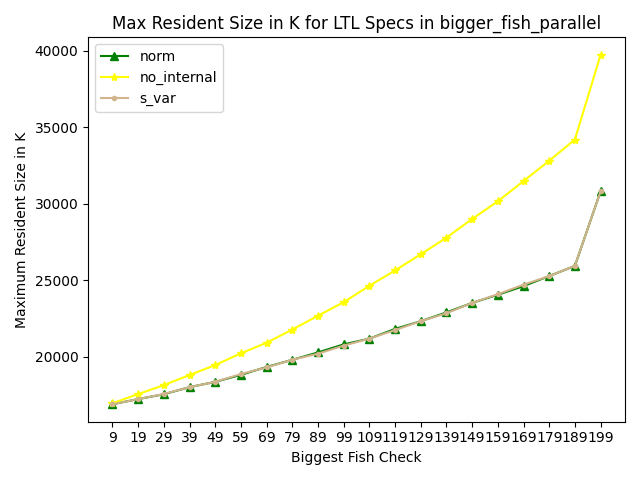 Max Resident Size in K for LTL Specs in bigger_fish_parallel
norm
no_internal
s_var
40000
35000
30000
25000
20000
Maximum Resident Size in K
9 19 29 39 49 59 69 79 89 99 109 119 129 139 149 159 169 179 189 199
Biggest Fish Check